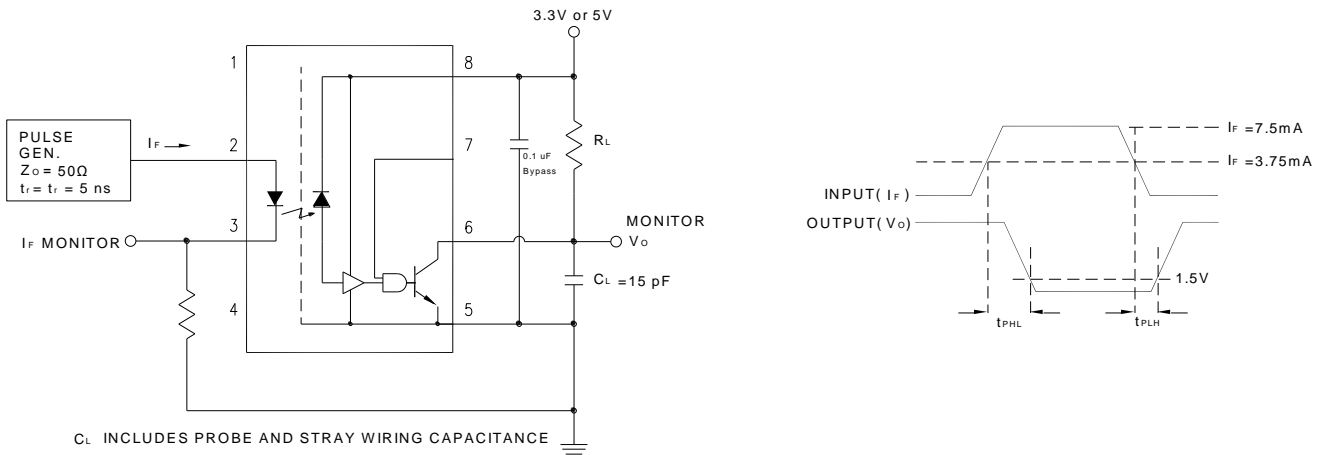 3.3V or 5V
1
8
PULSE
GEN.
Zo = 50Ω
tr = tr = 5 ns
IF
2
7
0.1 uF
Bypass
RL
3
6
IF MONITOR
MONITOR
Vo
CL =15 pF
4
5
CL INCLUDES PROBE AND STRAY WIRING CAPACITANCE
IF =7.5mA
IF =3.75mA
INPUT(IF)
OUTPUT(Vo)
1.5V
tPHL
tPLH